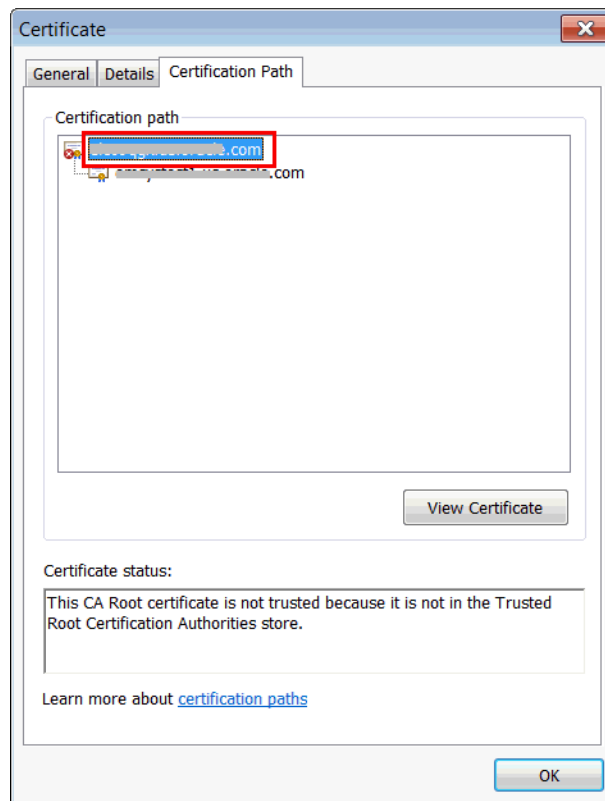 Certificate
General Details Certification Path
Certification path
.com
.com
View Certificate
Certificate status:
This CA Root certificate is not trusted because it is not in the Trusted
Root Certification Authorities store.
Learn more about certification paths
OK